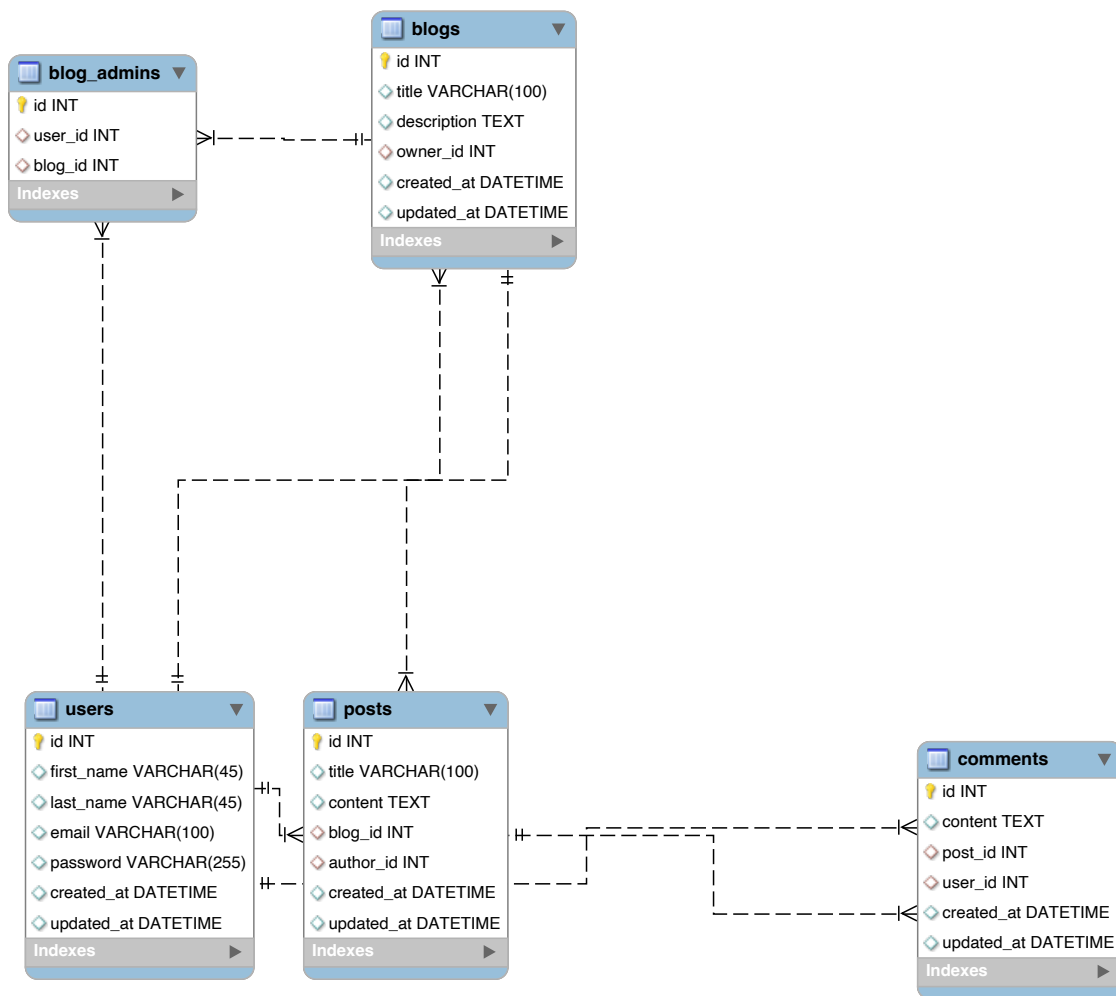 blog_admins
id INT
user_id INT
blog_id INT
Indexes
blogs
id INT
title VARCHAR(100)
description TEXT
owner_id INT
created_at DATETIME
updated_at DATETIME
Indexes
users
id INT
first_name VARCHAR(45)
last_name VARCHAR(45)
email VARCHAR(100)
password VARCHAR(255)
created_at DATETIME
updated_at DATETIME
Indexes
posts
id INT
title VARCHAR(100)
content TEXT
blog_id INT
author_id INT
created_at DATETIME
updated_at DATETIME
Indexes
comments
id INT
content TEXT
post_id INT
user_id INT
created_at DATETIME
updated_at DATETIME
Indexes